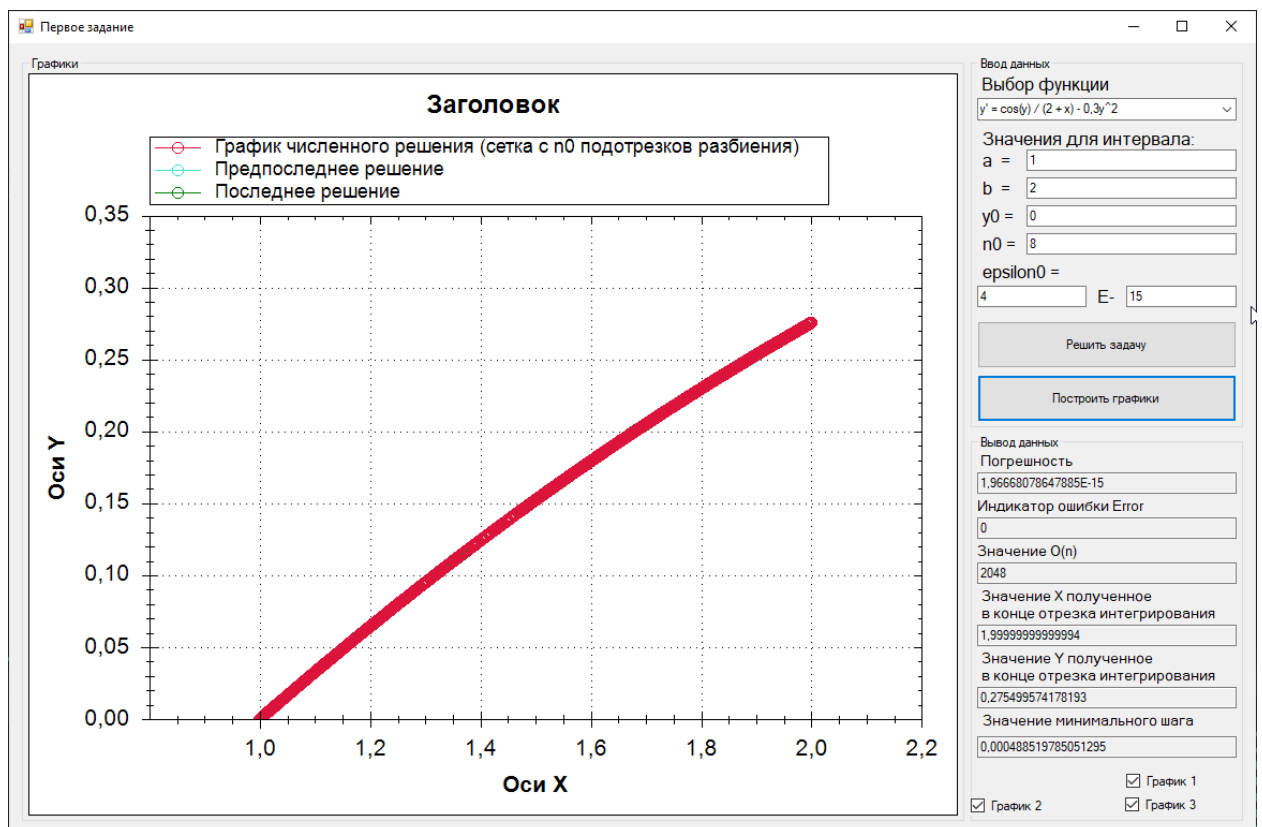 Первое задание
Графики
Заголовок
График численного решения (сетка с n0 подотрезков разбиения)
Предпоследнее решение
Последнее решение
0,35
0,30
0,25
0,20
0,15
0,10
0,05
0,00
Оси Y
1,0 1,2 1,4 1,6 1,8 2,0 2,2
Оси X
Ввод данных
Выбор функции
y' = cos(y) / (2 + x) - 0,3y^2
Значения для интервала:
a = 1
b = 2
y0 = 0
n0 = 8
epsilon0 =
4 E- 15
Решить задачу
Построить графики
Вывод данных
Погрешность
1,96668078647885E-15
Индикатор ошибки Error
0
Значение O(n)
2048
Значение X полученное
в конце отрезка интегрирования
1,99999999999994
Значение Y полученное
в конце отрезка интегрирования
0,275499574178193
Значение минимального шага
0,000488519785051295
График 1
График 2 График 3